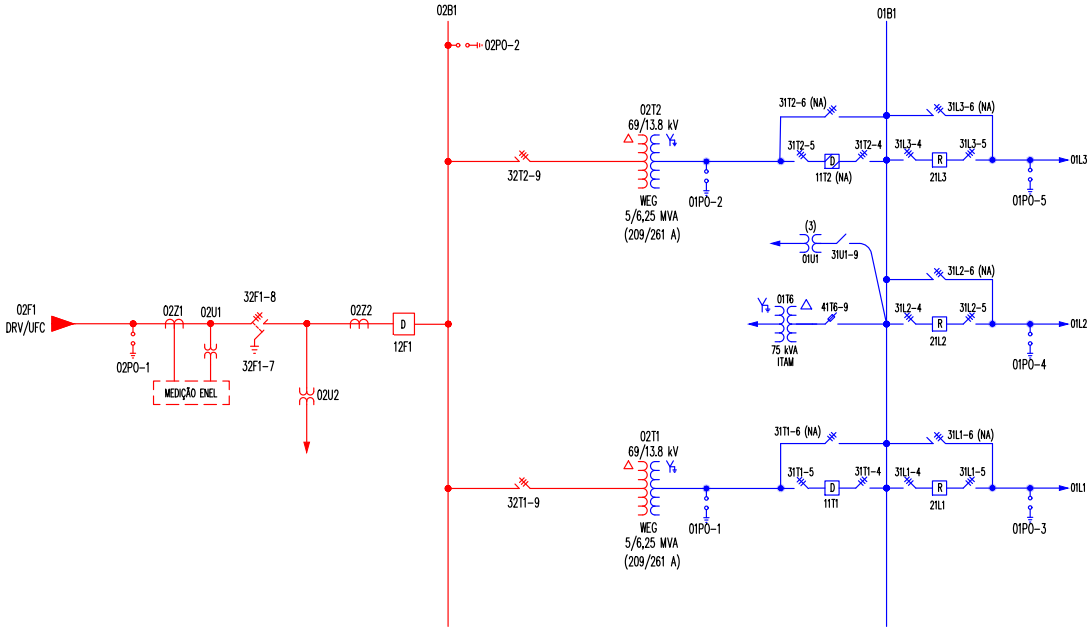 02B1
01B1
02PO-2
02T2
69/13.8 kV
31T2-6 (NA)
31L3-6 (NA)
31T2-5
31T2-4
31L3-4
31L3-5
D
R
01L3
32T2-9
11T2 (NA)
21L3
WEG
5/6,25 MVA
(209/261 A)
01PO-2
01PO-5
(3)
01U1
31U1-9
31L2-6 (NA)
02F1
DRV/UFC
02Z1
02U1
32F1-8
02Z2
D
12F1
01T6
41T6-9
31L2-4
31L2-5
R
01L2
21L2
75 kVA
ITAM
02PO-1
32F1-7
01PO-4
MEDIÇÃO ENEL
02U2
02T1
69/13.8 kV
31T1-6 (NA)
31L1-6 (NA)
31T1-5
31T1-4
31L1-4
31L1-5
D
R
01L1
32T1-9
11T1
21L1
WEG
5/6,25 MVA
(209/261 A)
01PO-1
01PO-3